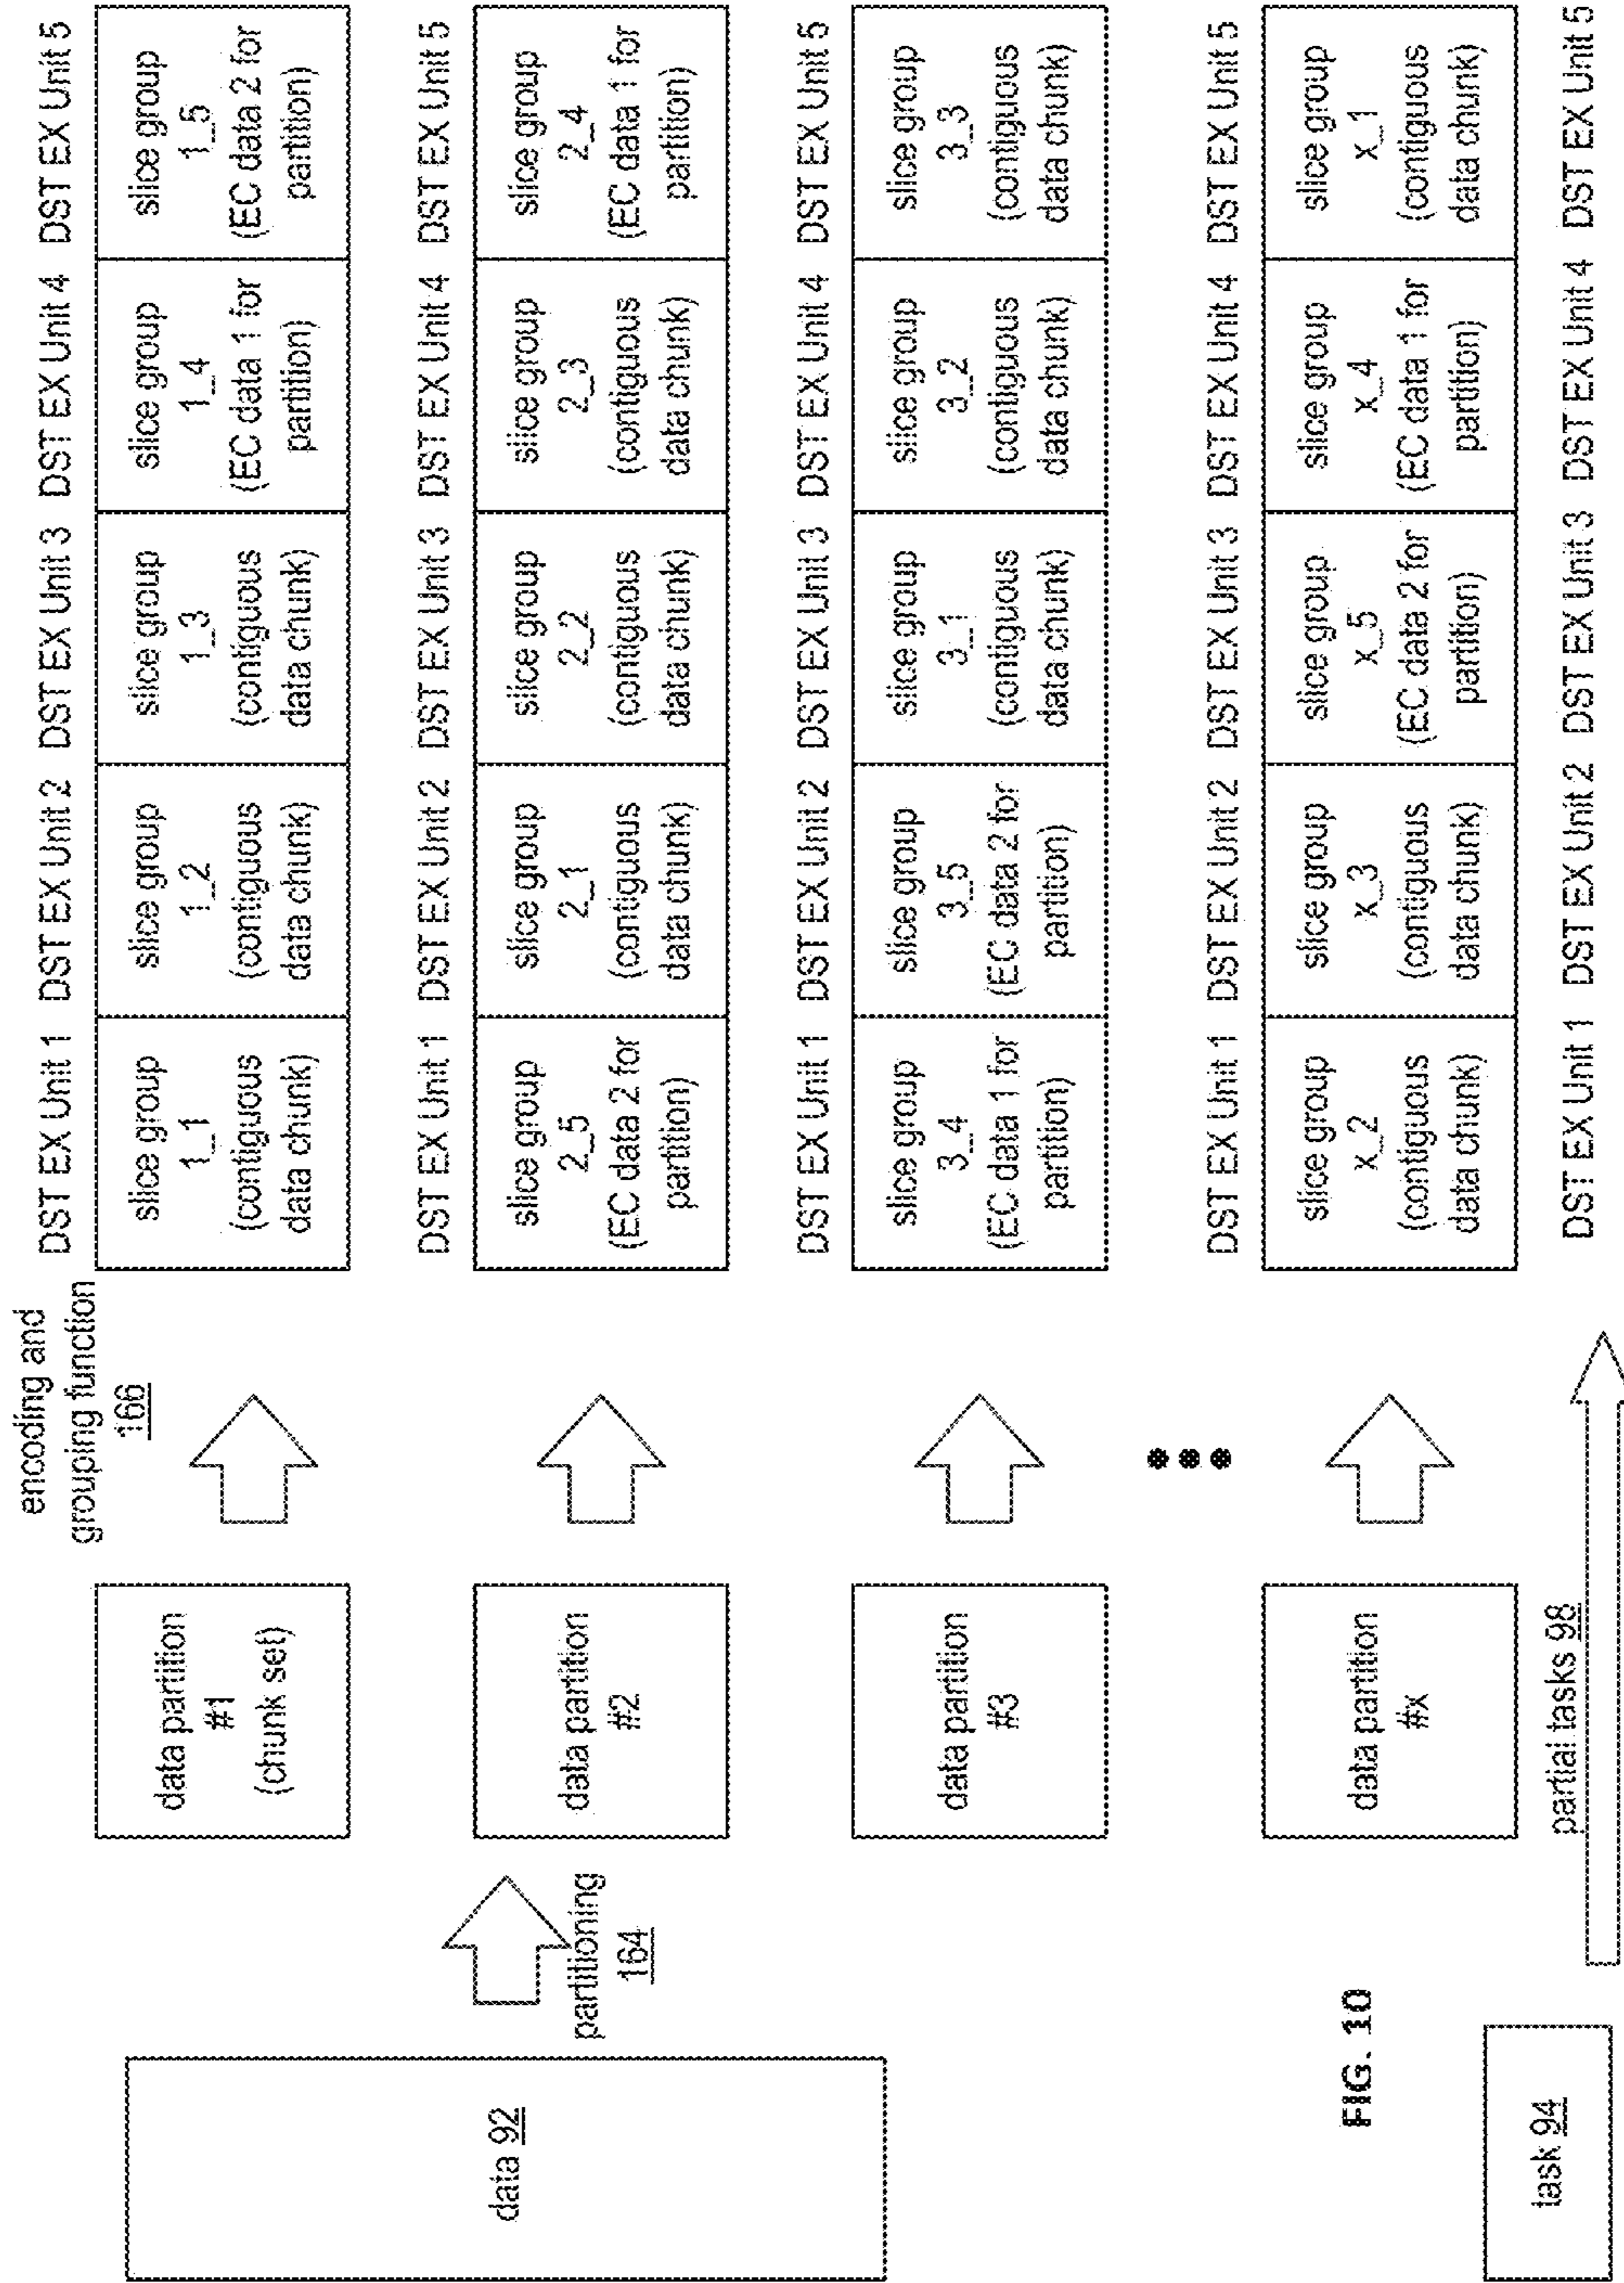 encoding and
grouping function
166
DST EX Unit 1 DST EX Unit 2 DST EX Unit 3 DST EX Unit 4 DST EX Unit 5
data 92
partitioning
164
data partition
#1
(chunk set)
slice group
1_1
(contiguous
data chunk)
slice group
1_2
(contiguous
data chunk)
slice group
1_3
(contiguous
data chunk)
slice group
1_4
(EC data 1 for
partition)
slice group
1_5
(EC data 2 for
partition)
DST EX Unit 1 DST EX Unit 2 DST EX Unit 3 DST EX Unit 4 DST EX Unit 5
data partition
#2
slice group
2_5
(EC data 2 for
partition)
slice group
2_1
(contiguous
data chunk)
slice group
2_2
(contiguous
data chunk)
slice group
2_3
(contiguous
data chunk)
slice group
2_4
(EC data 1 for
partition)
DST EX Unit 1 DST EX Unit 2 DST EX Unit 3 DST EX Unit 4 DST EX Unit 5
data partition
#3
slice group
3_4
(EC data 1 for
partition)
slice group
3_5
(EC data 2 for
partition)
slice group
3_1
(contiguous
data chunk)
slice group
3_2
(contiguous
data chunk)
slice group
3_3
(contiguous
data chunk)
DST EX Unit 1 DST EX Unit 2 DST EX Unit 3 DST EX Unit 4 DST EX Unit 5
data partition
#x
slice group
x_2
(contiguous
data chunk)
slice group
x_3
(contiguous
data chunk)
slice group
x_5
(EC data 2 for
partition)
slice group
x_4
(EC data 1 for
partition)
slice group
x_1
(contiguous
data chunk)
FIG. 10
task 94
partial tasks 98
DST EX Unit 1 DST EX Unit 2 DST EX Unit 3 DST EX Unit 4 DST EX Unit 5